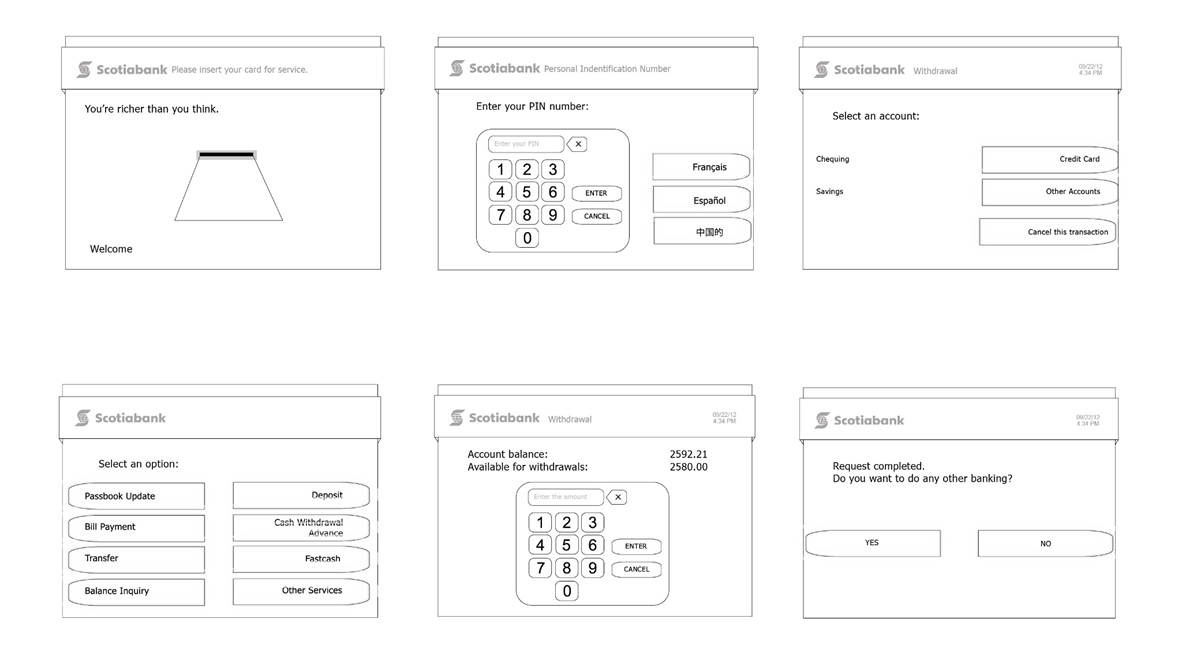 Scotiabank Please insert your card for service.
You're richer than you think.
Welcome
Scotiabank Personal Indentification Number
Enter your PIN number:
Enter your PIN X
1 2 3
4 5 6 ENTER
7 8 9 CANCEL
0
Français
Español
中国的
Scotiabank Withdrawal
09/22/12
4:34 PM
Select an account:
Chequing
Savings
Credit Card
Other Accounts
Cancel this transaction
Scotiabank
Select an option:
Passbook Update
Bill Payment
Transfer
Balance Inquiry
Deposit
Cash Withdrawal
Advance
Fastcash
Other Services
Scotiabank Withdrawal
09/22/12
4:34 PM
Account balance: 2592.21
Available for withdrawals: 2580.00
Enter the amount X
1 2 3
4 5 6 ENTER
7 8 9 CANCEL
0
Scotiabank
09/22/12
4:34 PM
Request completed.
Do you want to do any other banking?
YES
NO